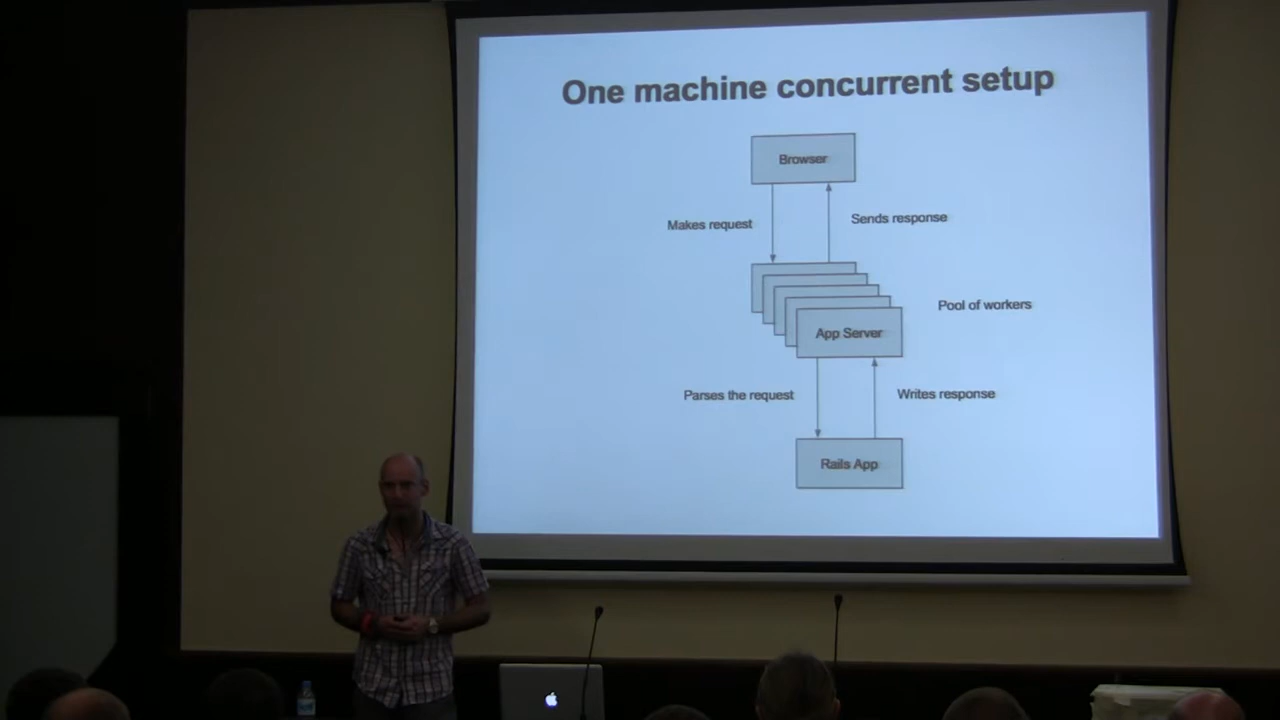 One machine concurrent setup
Browser
Makes request
Sends response
Pool of workers
App Server
Parses the request
Writes response
Rails App